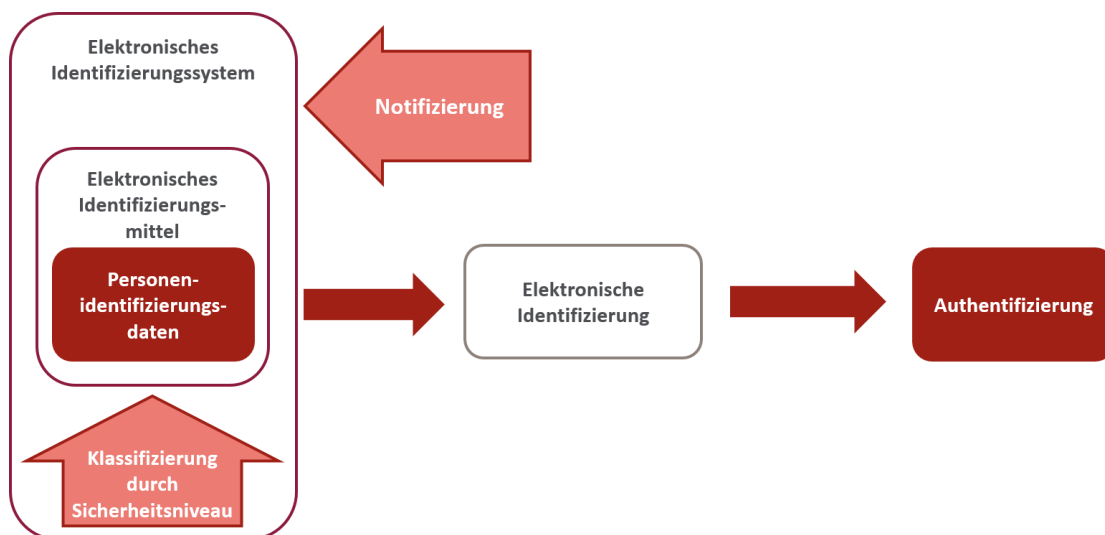 Elektronisches
Identifizierungssystem
Notifizierung
Elektronisches
Identifizierungs-
mittel
Personen-
identifizierungs-
daten
Elektronische
Identifizierung
Authentifizierung
Klassifizierung
durch
Sicherheitsniveau